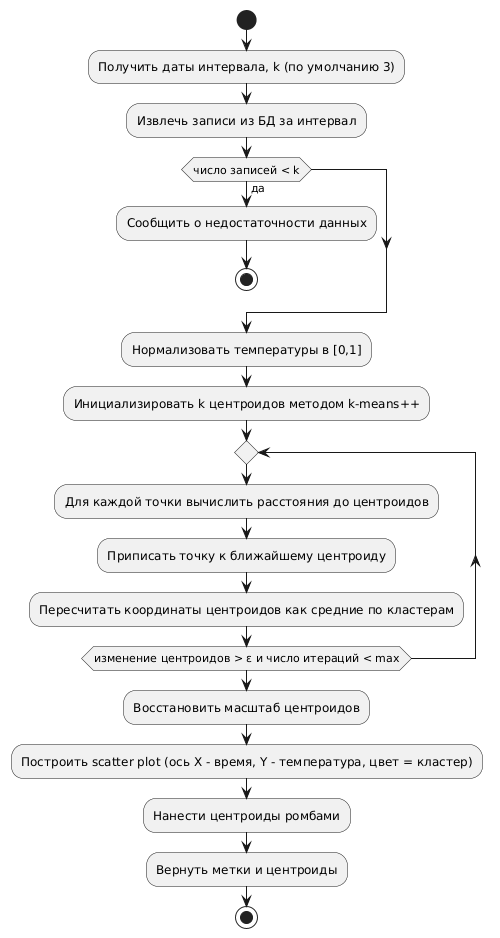 Получить даты интервала, k (по умолчанию 3)
Извлечь записи из БД за интервал
число записей < k
да
Сообщить о недостаточности данных
Нормализовать температуры в [0,1]
Инициализировать k центроидов методом k-means++
Для каждой точки вычислить расстояния до центроидов
Приписать точку к ближайшему центроиду
Пересчитать координаты центроидов как средние по кластерам
изменение центроидов > ε и число итераций < max
Восстановить масштаб центроидов
Построить scatter plot (ось X - время, Y - температура, цвет = кластер)
Нанести центроиды ромбами
Вернуть метки и центроиды